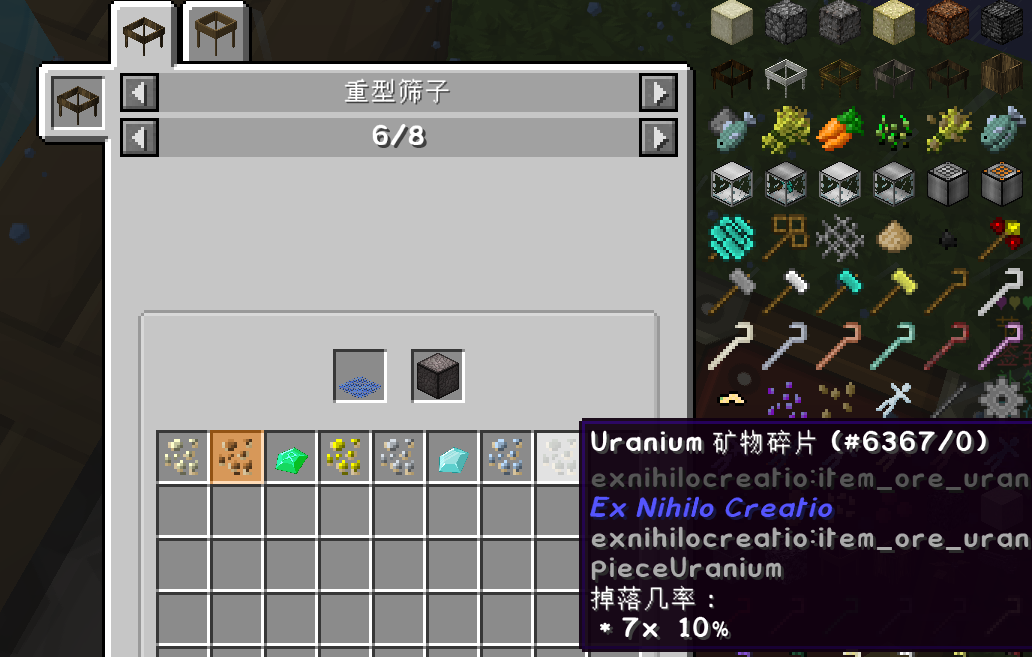 重型筛子
6/8
Uranium 矿物碎片 (#6367/0)
exnihilocreatio:item_ore_uran
Ex Nihilo Creatio
exnihilocreatio:item_ore_uran
pieceUranium
掉落几率：
* 7x 10%